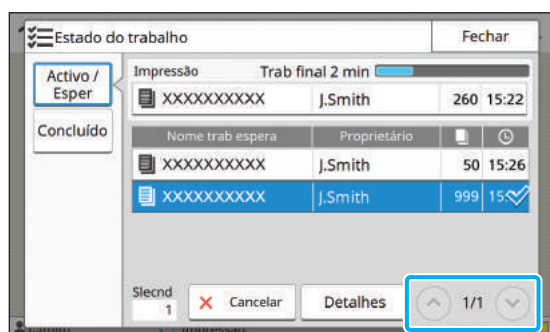 Estado do trabalho
Fechar
Activo /
Esper
Concluído
Impressão
Trab final 2 min
XXXXXXXXXX J.Smith 260 15:22
Nome trab espera Proprietário
XXXXXXXXXX J.Smith 50 15:26
XXXXXXXXXX J.Smith 999
Slecnd
1
Cancelar
Detalhes
1/1